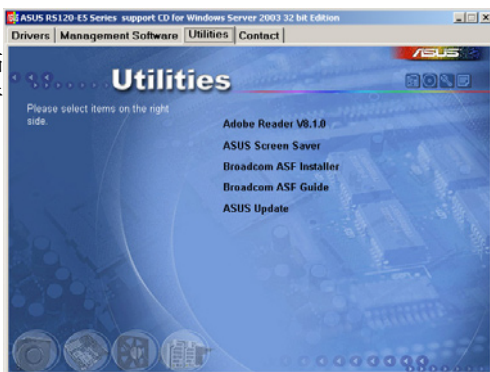 ASUS RS120-E5 Series support CD for Windows Server 2003 32 bit Edition
Drivers Management Software Utilities Contact
ASUS
Utilities
Please select items on the right
side.
Adobe Reader V8.1.0
ASUS Screen Saver
Broadcom ASF Installer
Broadcom ASF Guide
ASUS Update